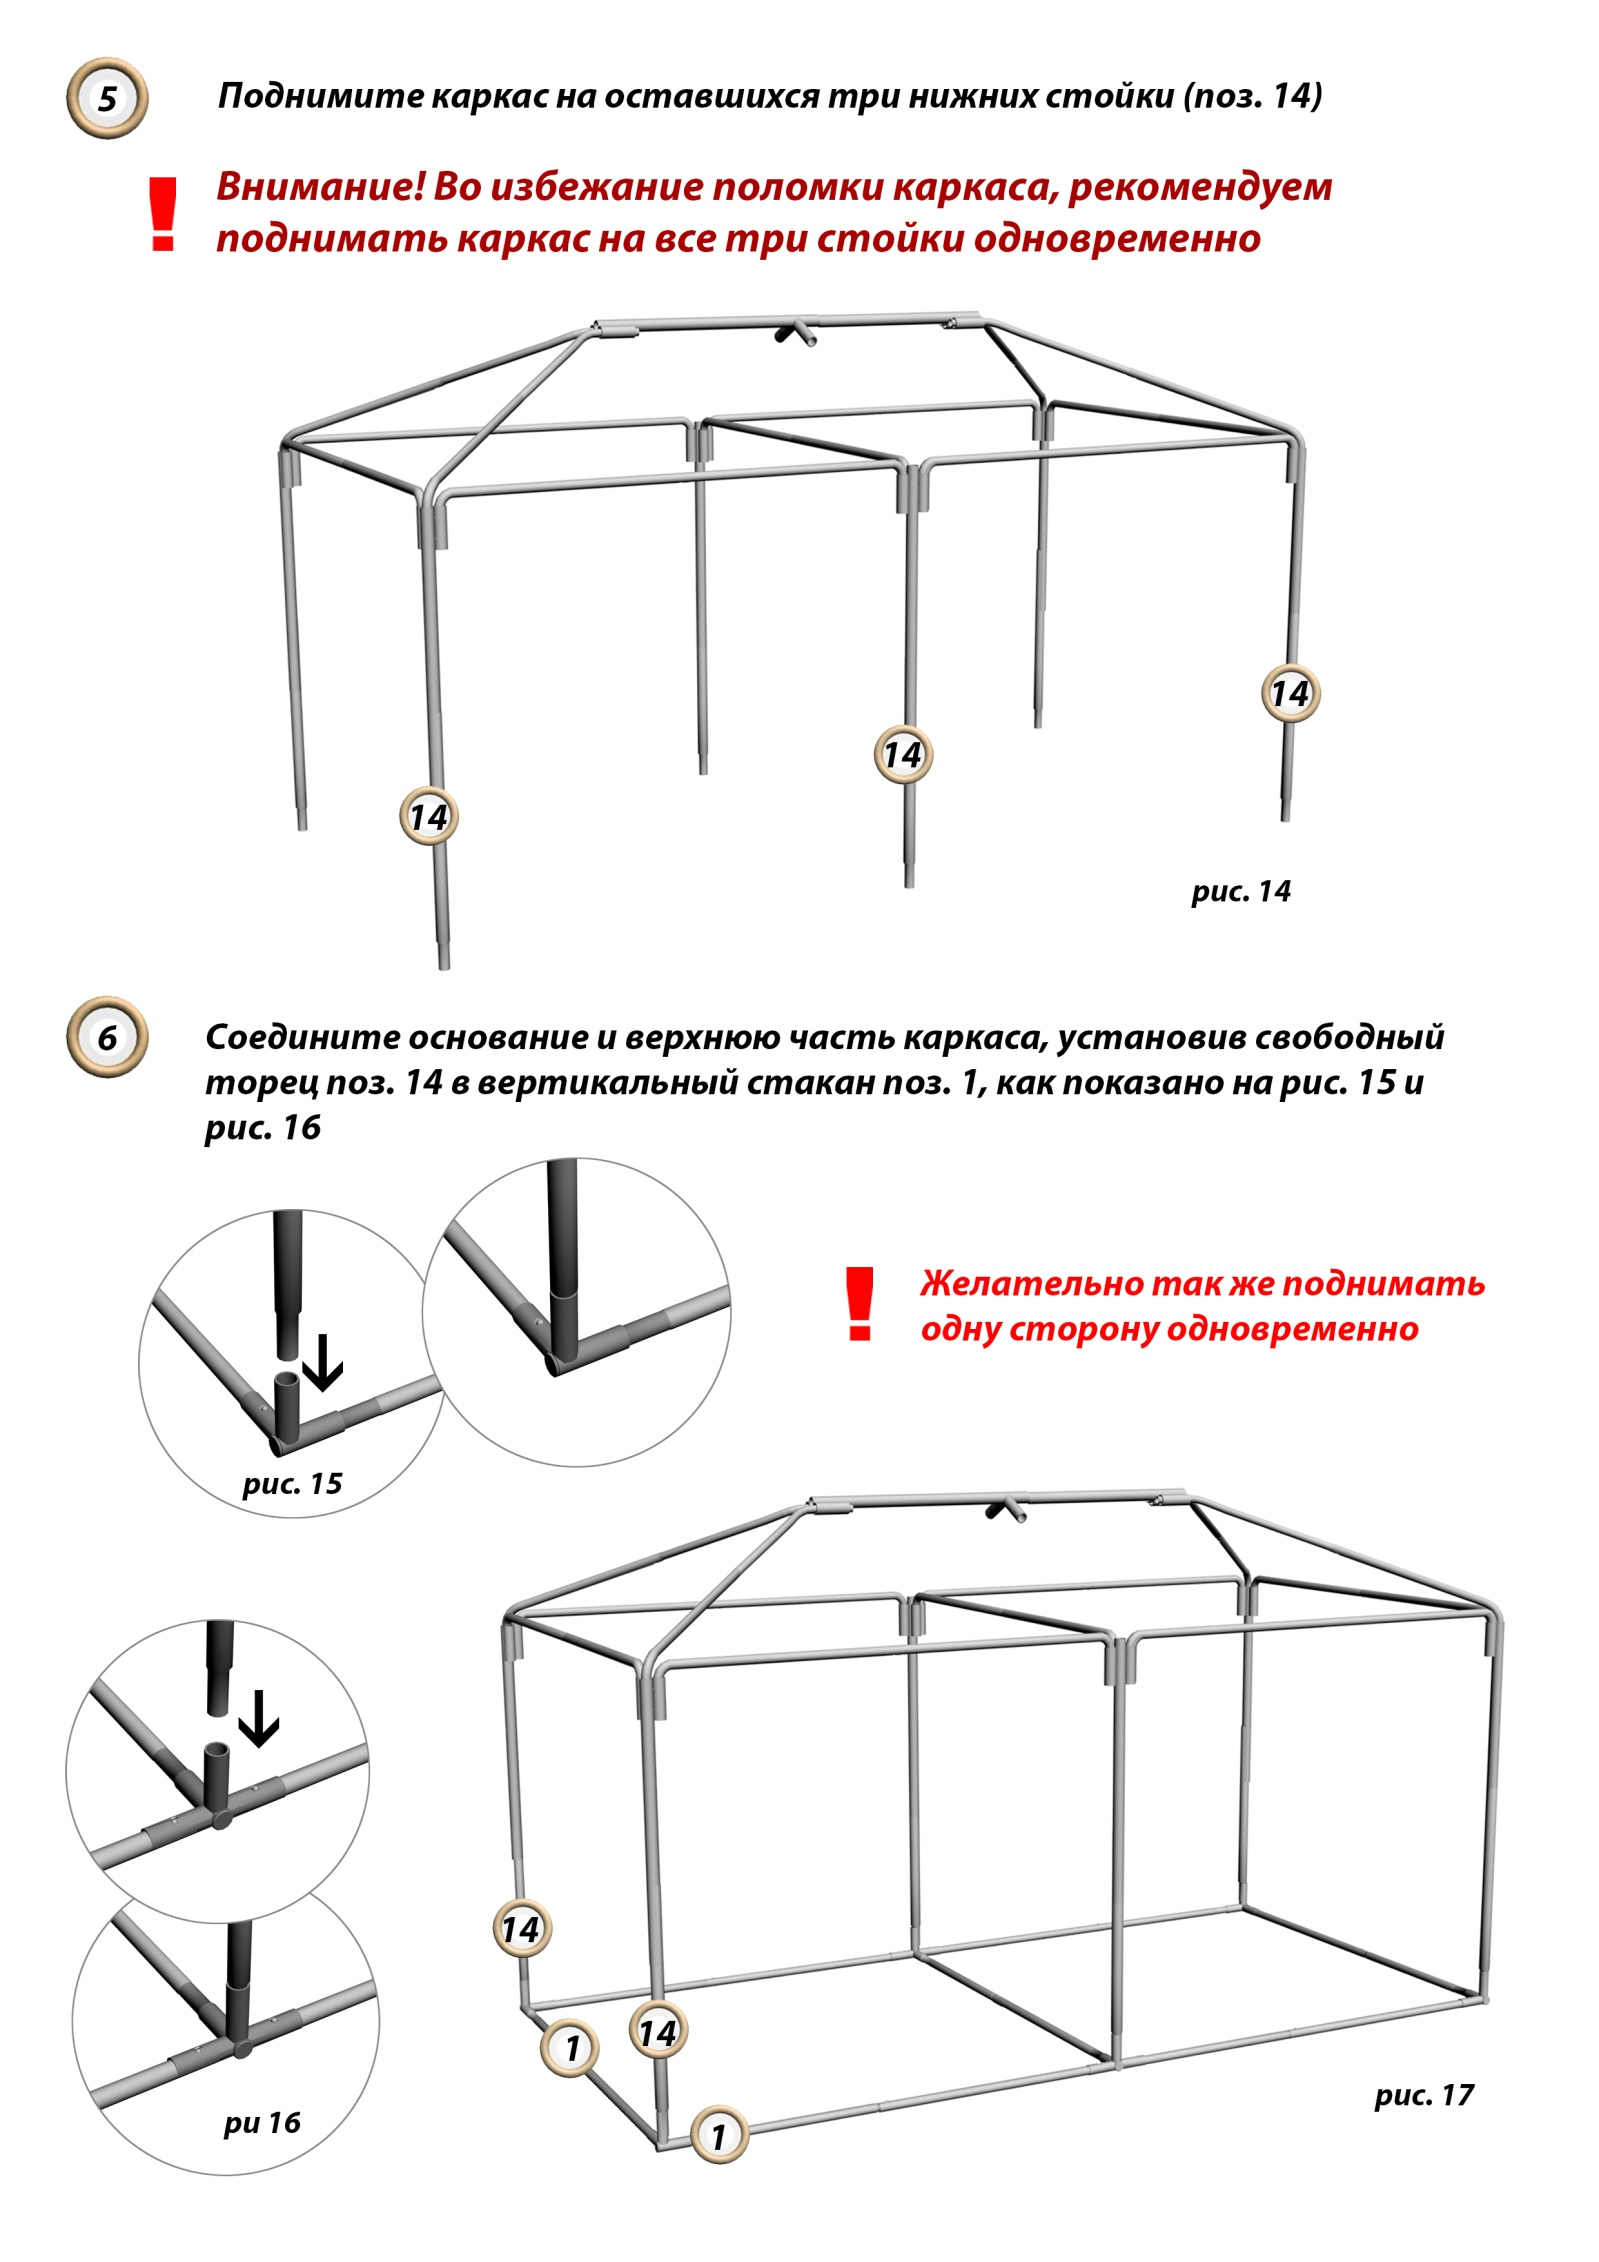 5
Поднимите каркас на оставшихся три нижних стойки (поз. 14)
! Внимание! Во избежание поломки каркаса, рекомендуем
поднимать каркас на все три стойки одновременно
14
14
14
рис. 14
6
Соедините основание и верхнюю часть каркаса, установив свободный
торец поз. 14 в вертикальный стакан поз. 1, как показано на рис. 15 и
рис. 16
! Желательно так же поднимать
одну сторону одновременно
рис. 15
14
14
1
1
рис. 17
ри 16